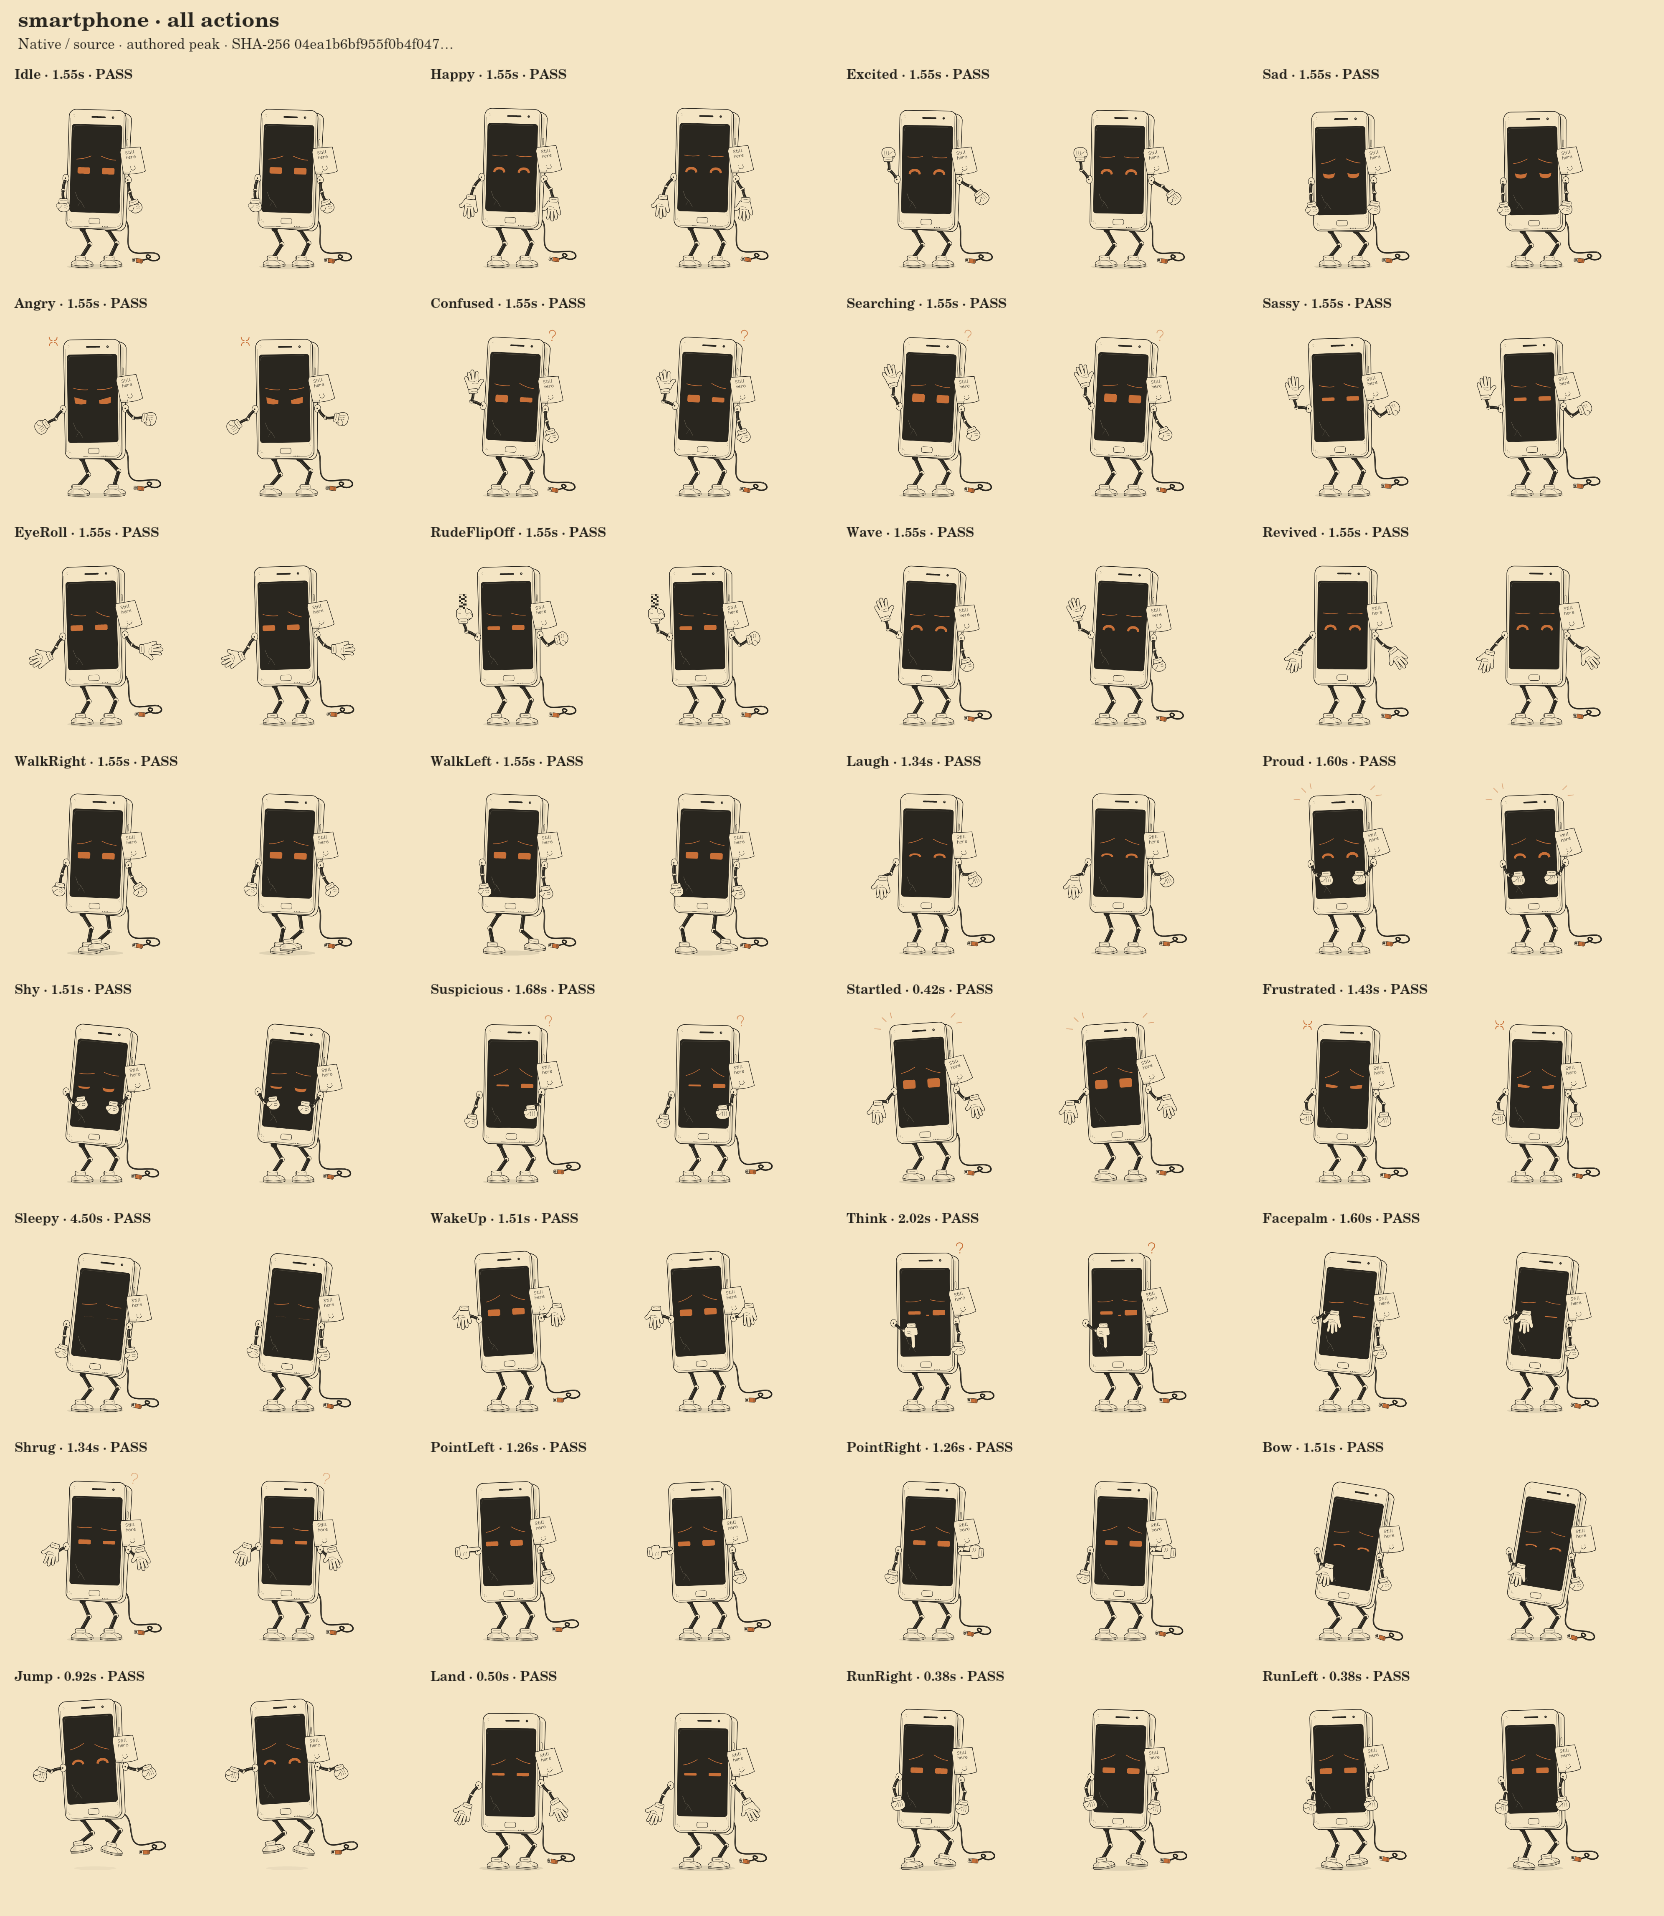 smartphone · all actions
Native / source · authored peak · SHA-256 04ea1b6bf955f0b4f047…
Idle · 1.55s · PASS
Happy · 1.55s · PASS
Excited · 1.55s · PASS
Sad · 1.55s · PASS
Angry · 1.55s · PASS
Confused · 1.55s · PASS
Searching · 1.55s · PASS
Sassy · 1.55s · PASS
EyeRoll · 1.55s · PASS
RudeFlipOff · 1.55s · PASS
Wave · 1.55s · PASS
Revived · 1.55s · PASS
WalkRight · 1.55s · PASS
WalkLeft · 1.55s · PASS
Laugh · 1.34s · PASS
Proud · 1.60s · PASS
Shy · 1.51s · PASS
Suspicious · 1.68s · PASS
Startled · 0.42s · PASS
Frustrated · 1.43s · PASS
Sleepy · 4.50s · PASS
WakeUp · 1.51s · PASS
Think · 2.02s · PASS
Facepalm · 1.60s · PASS
Shrug · 1.34s · PASS
PointLeft · 1.26s · PASS
PointRight · 1.26s · PASS
Bow · 1.51s · PASS
Jump · 0.92s · PASS
Land · 0.50s · PASS
RunRight · 0.38s · PASS
RunLeft · 0.38s · PASS